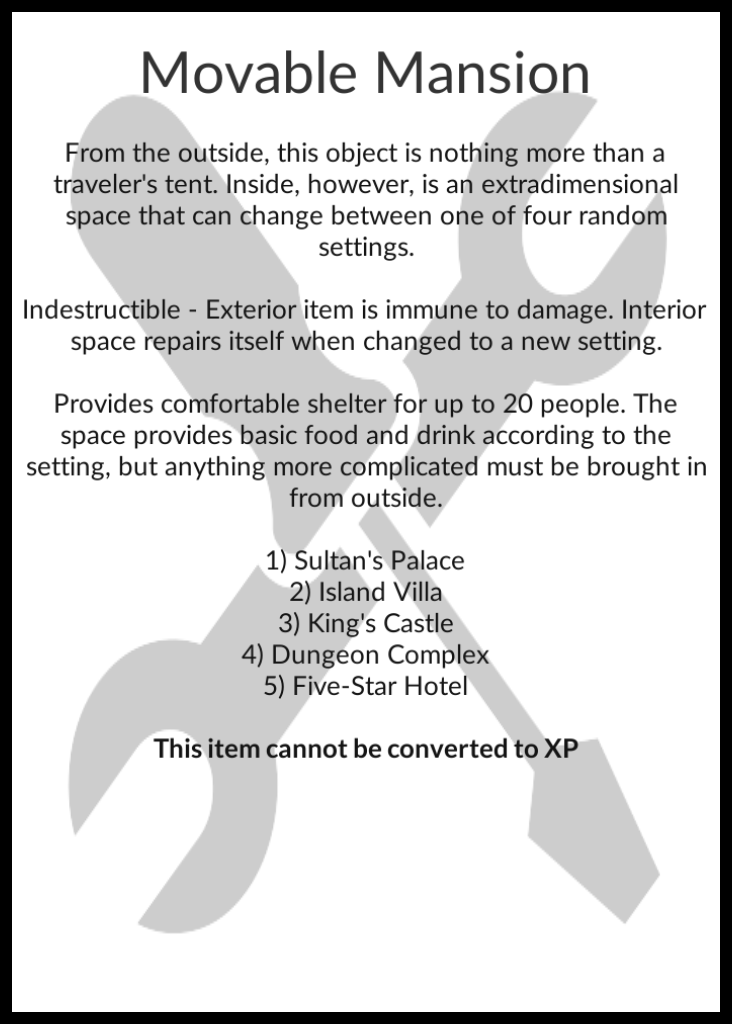 Movable Mansion
From the outside, this object is nothing more than a
traveler's tent. Inside, however, is an extradimensional
space that can change between one of four random
settings.
Indestructible - Exterior item is immune to damage. Interior
space repairs itself when changed to a new setting.
Provides comfortable shelter for up to 20 people. The
space provides basic food and drink according to the
setting, but anything more complicated must be brought in
from outside.
1) Sultan's Palace
2) Island Villa
3) King's Castle
4) Dungeon Complex
5) Five-Star Hotel
This item cannot be converted to XP